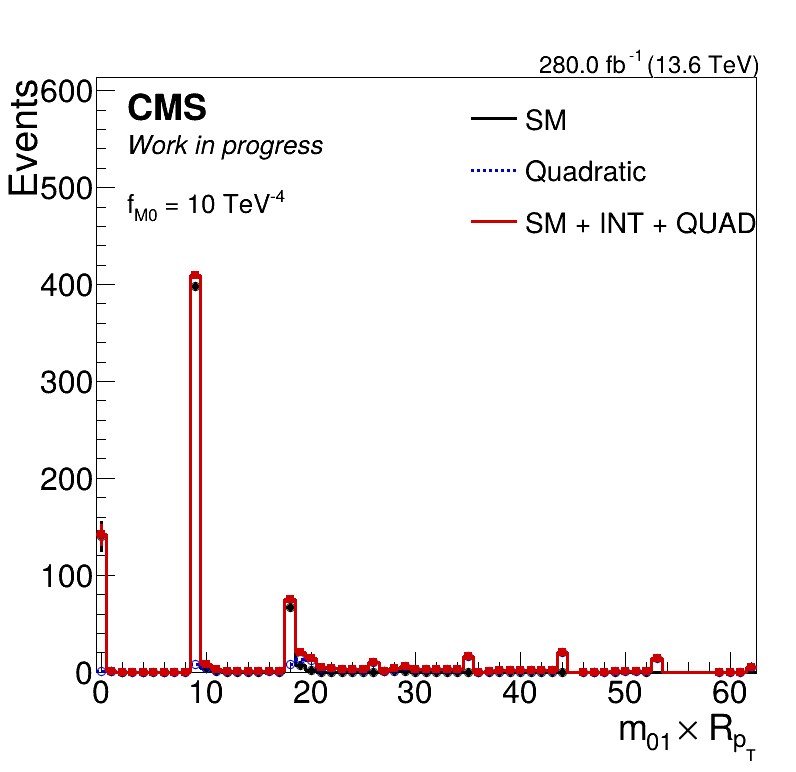 280.0 fb-1 (13.6 TeV)
Events
CMS
Work in progress
fM0 = 10 TeV-4
SM
Quadratic
SM + INT + QUAD
600
500
400
300
200
100
0
0 10 20 30 40 50 60
m01 × RpT